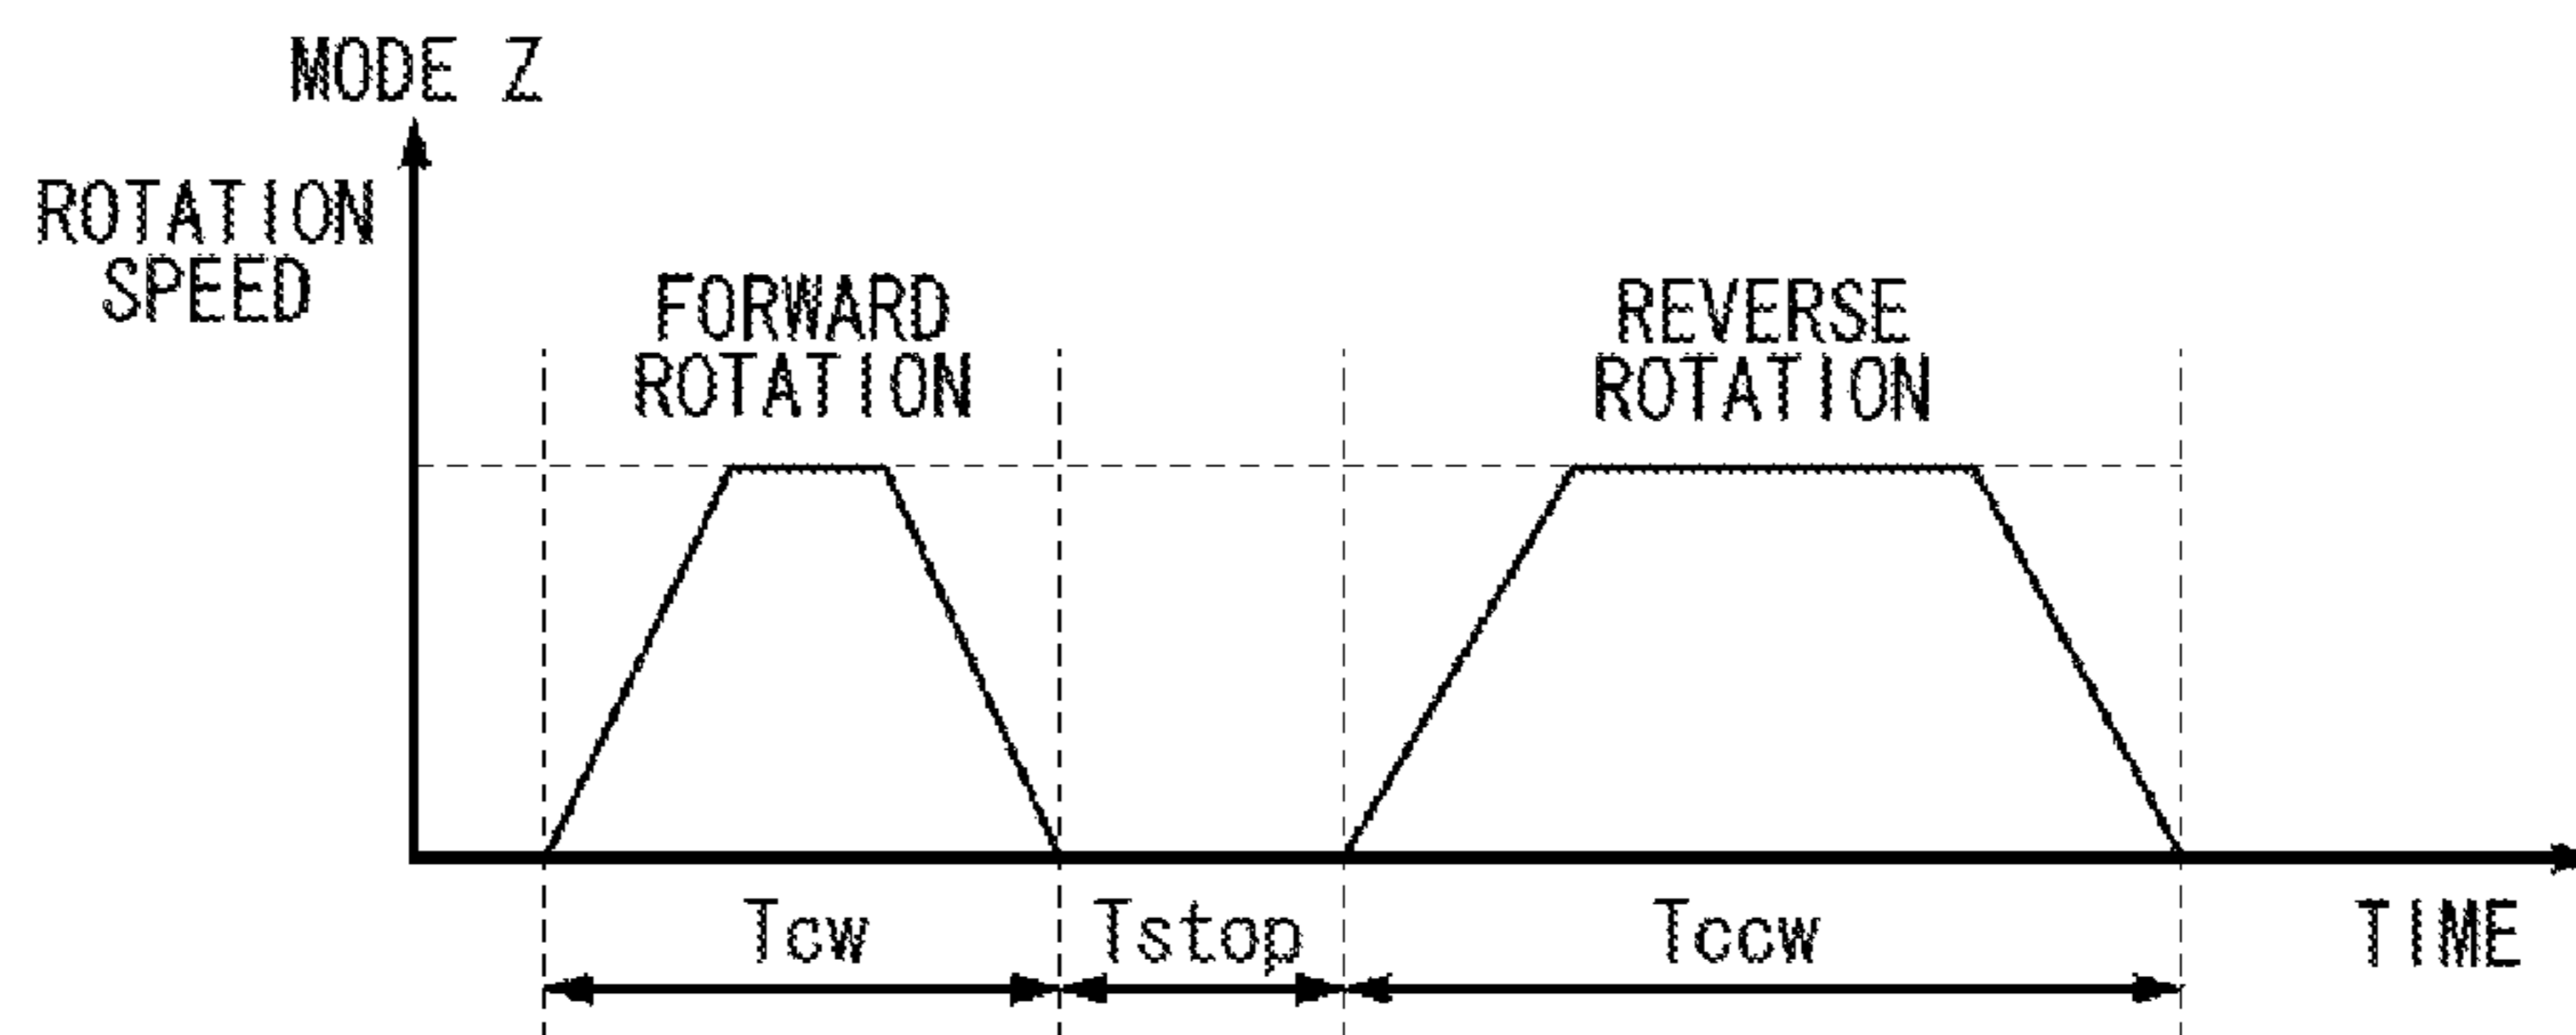 MODE Z
ROTATION
SPEED
FORWARD
ROTATION
REVERSE
ROTATION
Tcw
Tstop
Tccw
TIME